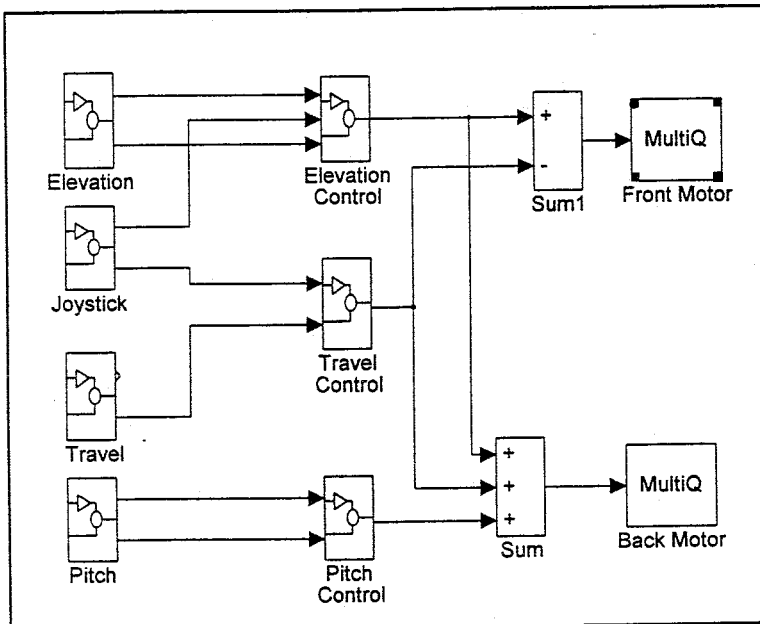 Elevation
Elevation
Control
+
-
Sum1
MultiQ
Front Motor
Joystick
Travel
Control
Travel
+
+
+
Sum
MultiQ
Back Motor
Pitch
Pitch
Control